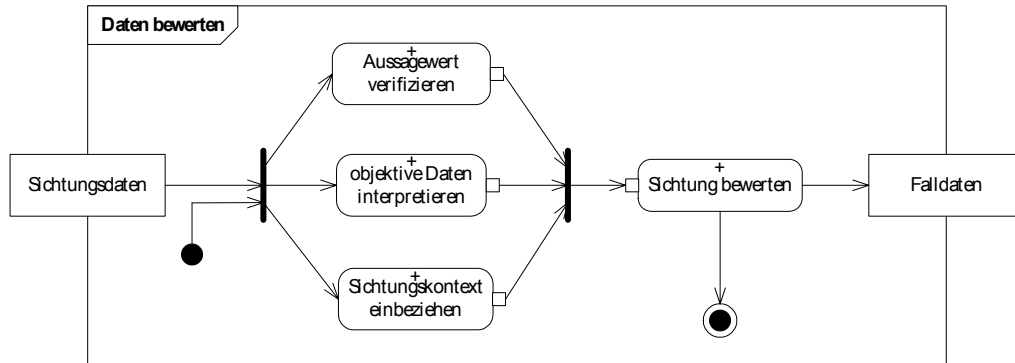 Daten bewerten
+
Aussagewert
verifizieren
Sichtungsdaten
+
objektive Daten
interpretieren
+
Sichtung bewerten
Falldaten
+
Sichtungskontext
einbeziehen